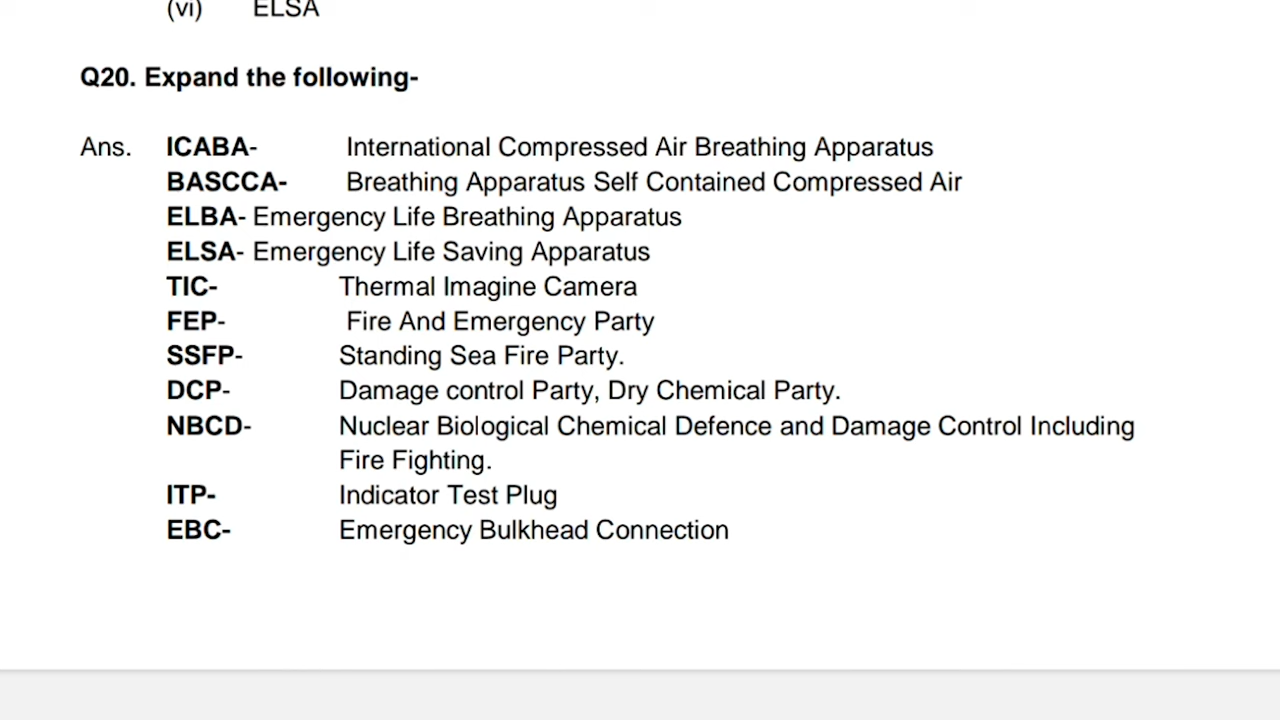 (vi) ELSA
Q20. Expand the following-
Ans. ICABA- International Compressed Air Breathing Apparatus
BASCCA- Breathing Apparatus Self Contained Compressed Air
ELBA- Emergency Life Breathing Apparatus
ELSA- Emergency Life Saving Apparatus
TIC- Thermal Imagine Camera
FEP- Fire And Emergency Party
SSFP- Standing Sea Fire Party.
DCP- Damage control Party, Dry Chemical Party.
NBCD- Nuclear Biological Chemical Defence and Damage Control Including
Fire Fighting.
ITP- Indicator Test Plug
EBC- Emergency Bulkhead Connection